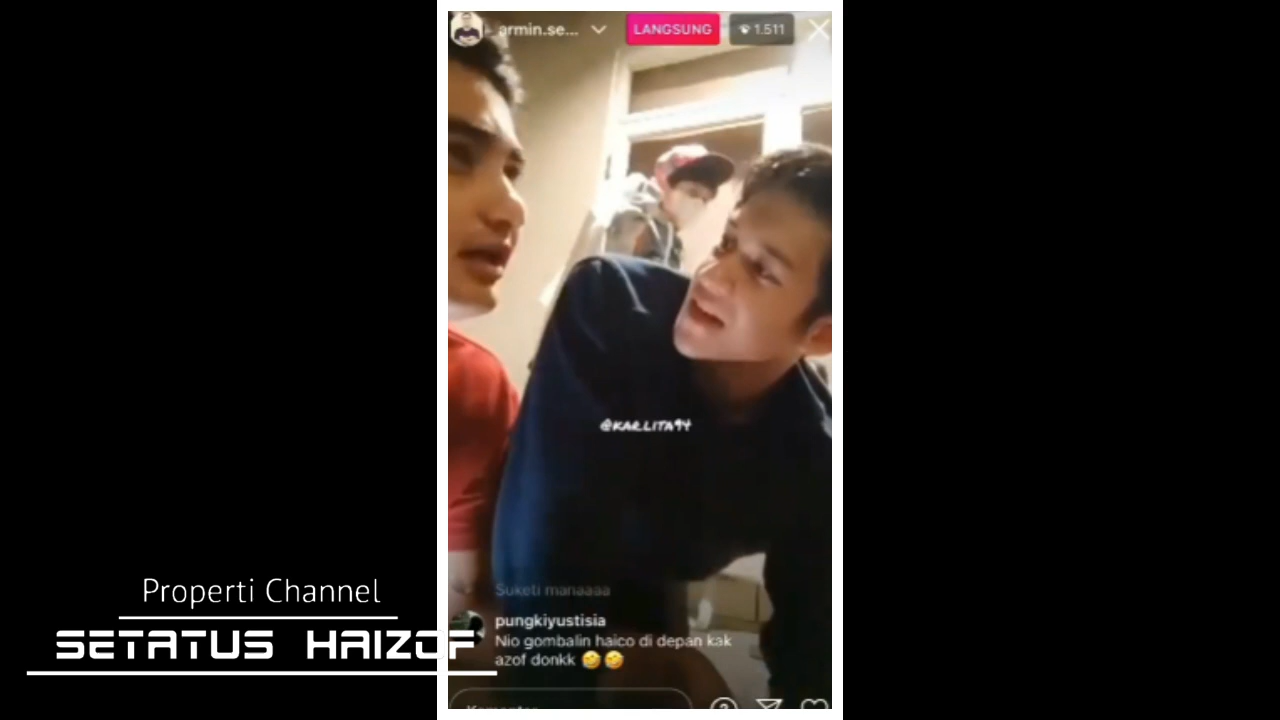 armin.se...
LANGSUNG
1.511
@KARLITA94
Suketi manaaaa
pungkiyustisia
Nio gombalin haico di depan kak
azof donkk 🤣🤣
Komentar
Properti Channel
SETATUS HAIZOF